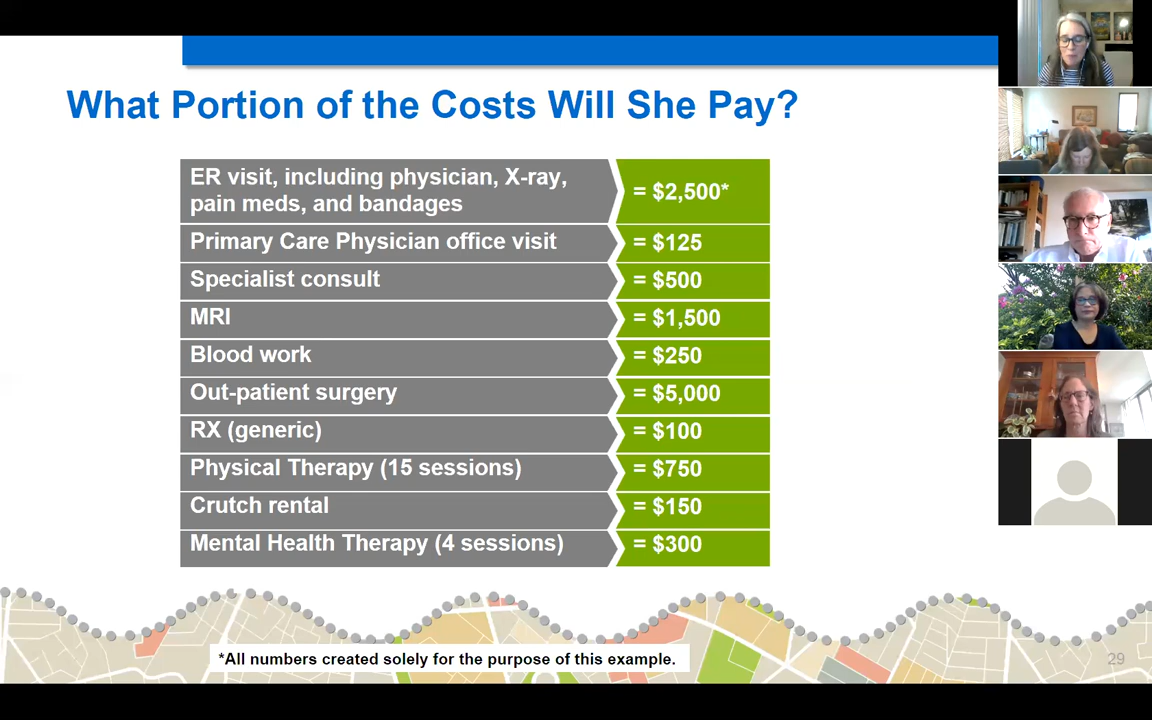 What Portion of the Costs Will She Pay?
ER visit, including physician, X-ray,
pain meds, and bandages
= $2,500*
Primary Care Physician office visit
= $125
Specialist consult
= $500
MRI
= $1,500
Blood work
= $250
Out-patient surgery
= $5,000
RX (generic)
= $100
Physical Therapy (15 sessions)
= $750
Crutch rental
= $150
Mental Health Therapy (4 sessions)
= $300
*All numbers created solely for the purpose of this example.
29